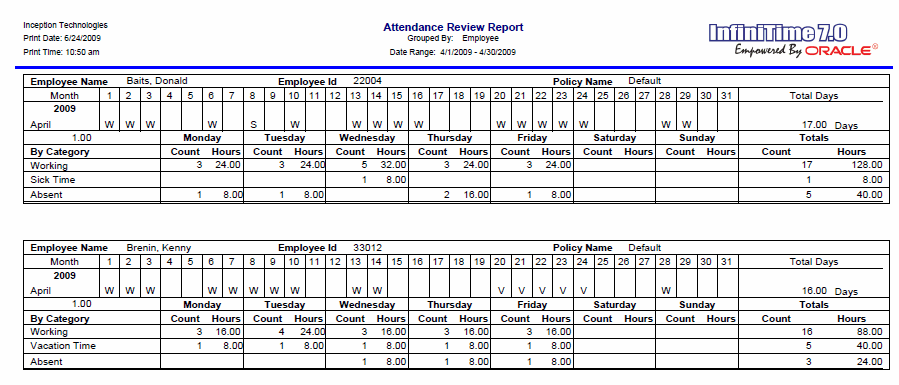 Inception Technologies
Print Date: 6/24/2009
Print Time: 10:50 am
Attendance Review Report
Grouped By: Employee
Date Range: 4/1/2009 - 4/30/2009
InfiniTime 7.0
Empowered By ORACLE®
Employee Name Baits, Donald Employee Id 22004 Policy Name Default
Month 1 2 3 4 5 6 7 8 9 10 11 12 13 14 15 16 17 18 19 20 21 22 23 24 25 26 27 28 29 30 31 Total Days
2009
April W W W W S W W W W W W W W W W W W 17.00 Days
1.00 Monday Tuesday Wednesday Thursday Friday Saturday Sunday Totals
By Category Count Hours Count Hours Count Hours Count Hours Count Hours Count Hours Count Hours Count Hours
Working 3 24.00 3 24.00 5 32.00 3 24.00 3 24.00 17 128.00
Sick Time 1 8.00 1 8.00
Absent 1 8.00 1 8.00 2 16.00 1 8.00 5 40.00
Employee Name Brenin, Kenny Employee Id 33012 Policy Name Default
Month 1 2 3 4 5 6 7 8 9 10 11 12 13 14 15 16 17 18 19 20 21 22 23 24 25 26 27 28 29 30 31 Total Days
2009
April W W W W W W W W W W V V V V V W 16.00 Days
1.00 Monday Tuesday Wednesday Thursday Friday Saturday Sunday Totals
By Category Count Hours Count Hours Count Hours Count Hours Count Hours Count Hours Count Hours Count Hours
Working 3 16.00 4 24.00 3 16.00 3 16.00 3 16.00 16 88.00
Vacation Time 1 8.00 1 8.00 1 8.00 1 8.00 1 8.00 5 40.00
Absent 1 8.00 1 8.00 1 8.00 3 24.00